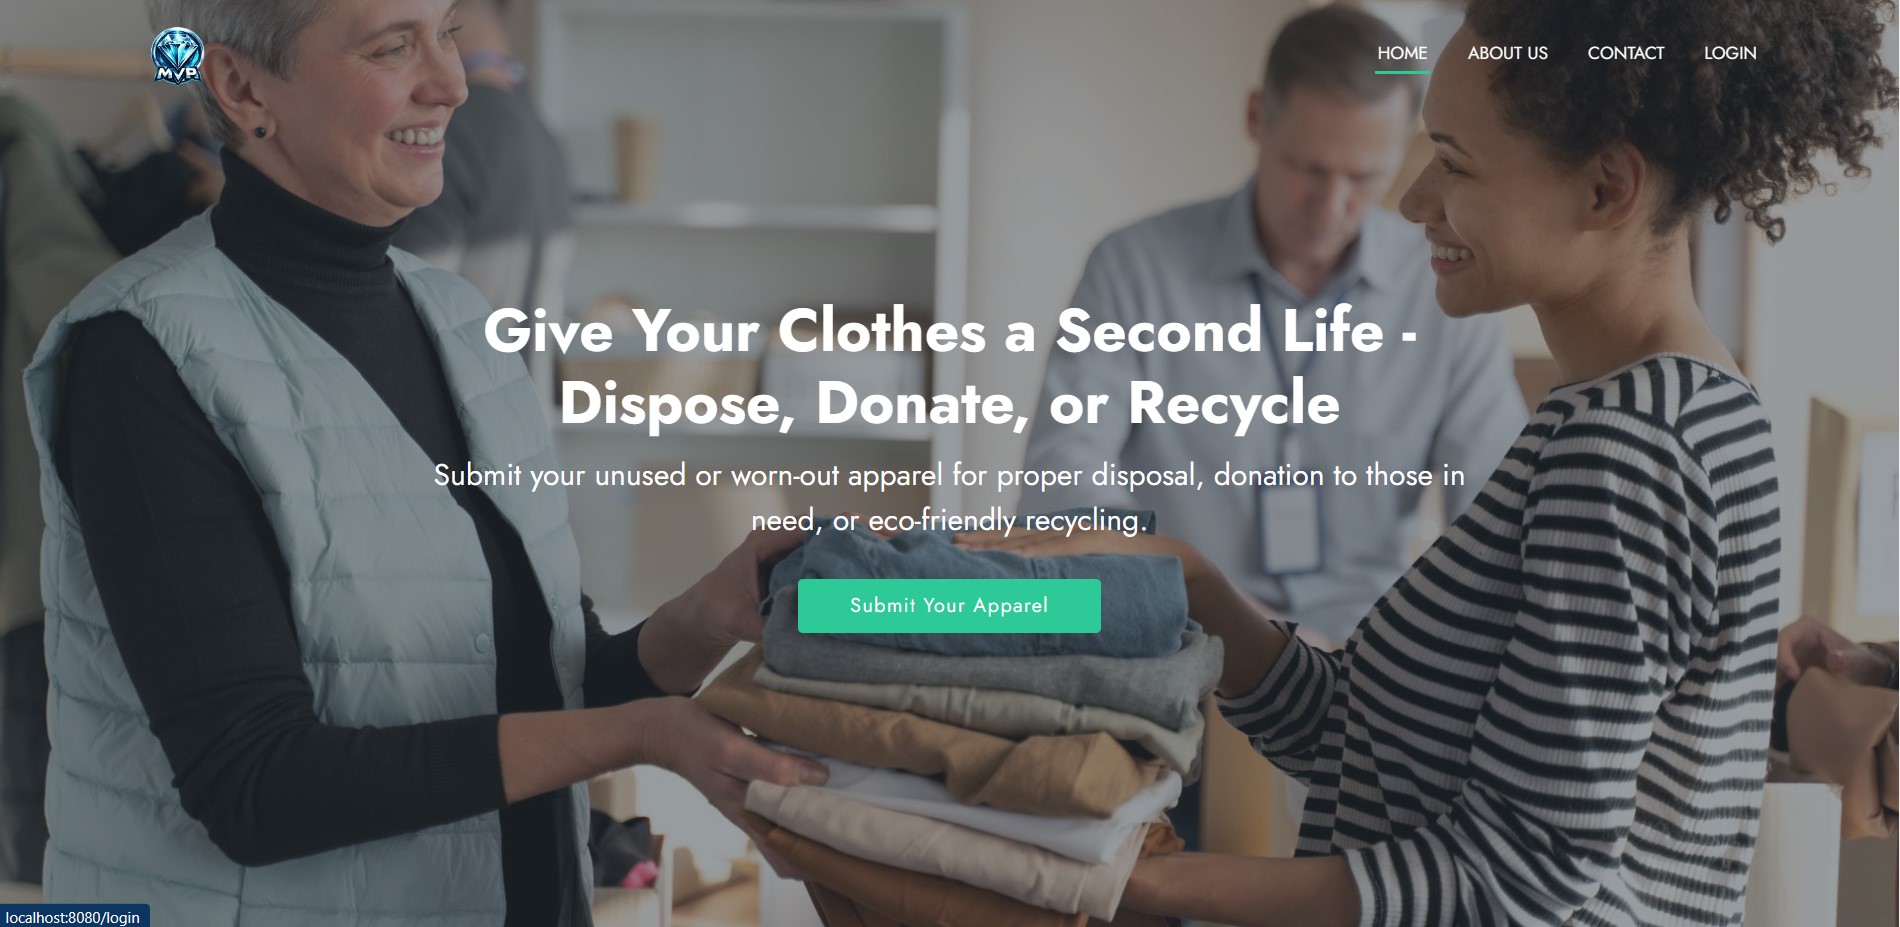 MVP
HOME
ABOUT US
CONTACT
LOGIN
Give Your Clothes a Second Life -
Dispose, Donate, or Recycle
Submit your unused or worn-out apparel for proper disposal, donation to those in
need, or eco-friendly recycling.
Submit Your Apparel
localhost:8080/login